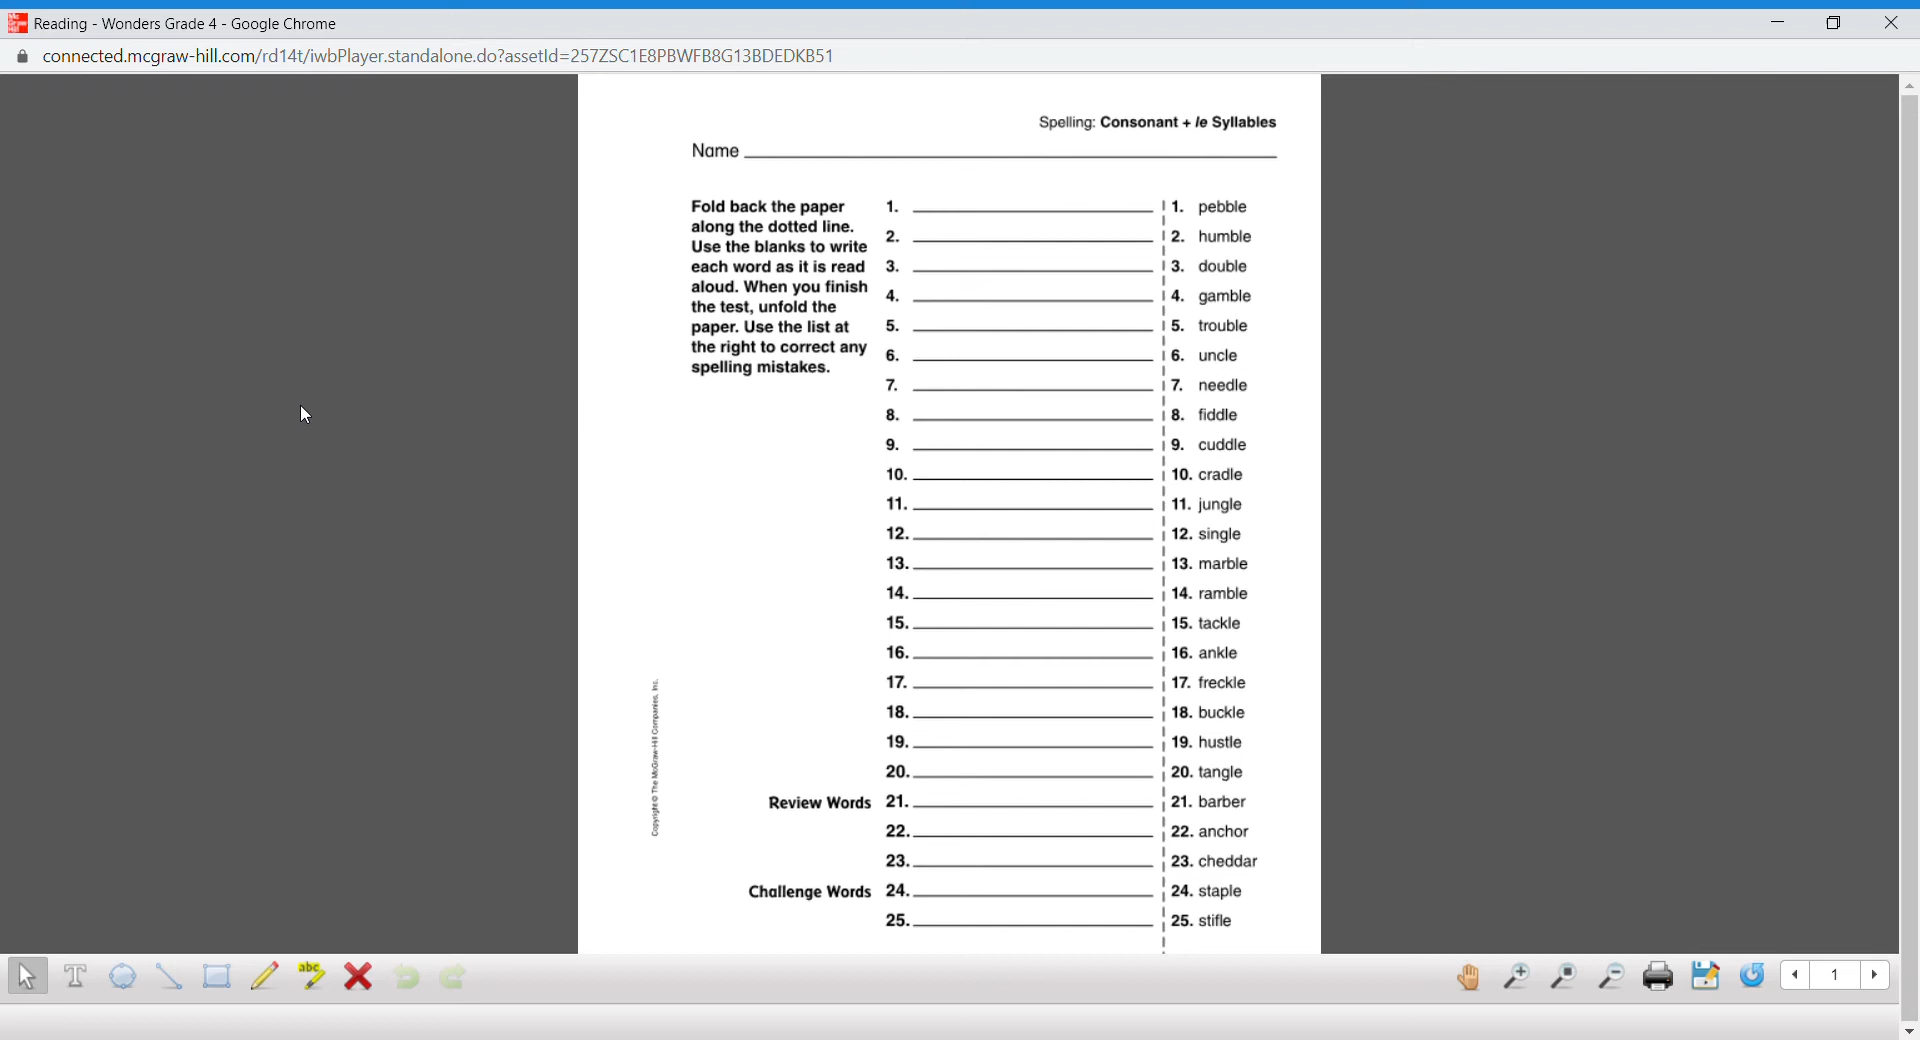 Reading - Wonders Grade 4 - Google Chrome
connected.mcgraw-hill.com/rd14t/iwbPlayer.standalone.do?assetId=257ZSC1E8PBWFB8G13BDEDKB51
Spelling: Consonant + le Syllables
Name
Fold back the paper
along the dotted line.
Use the blanks to write
each word as it is read
aloud. When you finish
the test, unfold the
paper. Use the list at
the right to correct any
spelling mistakes.
1. 1. pebble
2. 2. humble
3. 3. double
4. 4. gamble
5. 5. trouble
6. 6. uncle
7. 7. needle
8. 8. fiddle
9. 9. cuddle
10. 10. cradle
11. 11. jungle
12. 12. single
13. 13. marble
14. 14. ramble
15. 15. tackle
16. 16. ankle
17. 17. freckle
18. 18. buckle
19. 19. hustle
20. 20. tangle
Review Words 21. 21. barber
22. 22. anchor
23. 23. cheddar
Challenge Words 24. 24. staple
25. 25. stifle
Copyright © The McGraw-Hill Companies, Inc.
T abc 1